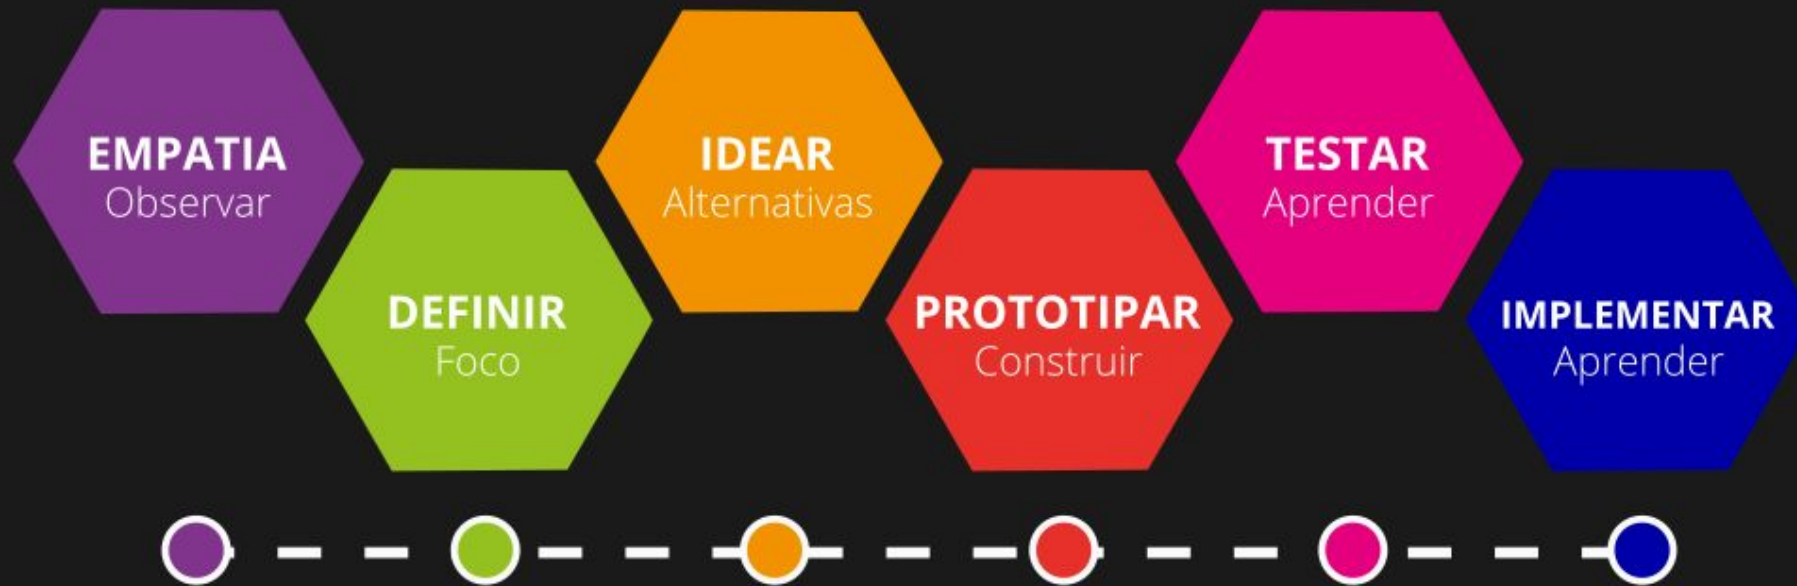 EMPATIA
Observar
DEFINIR
Foco
IDEAR
Alternativas
PROTOTIPAR
Construir
TESTAR
Aprender
IMPLEMENTAR
Aprender